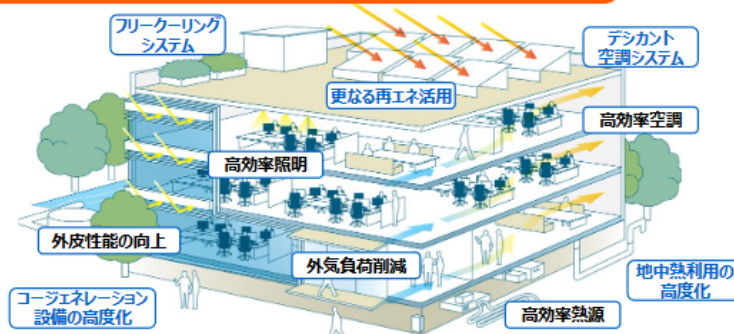 フリークーリング
システム
デシカント
空調システム
更なる再エネ活用
高効率空調
高効率照明
外皮性能の向上
外気負荷削減
地中熱利用の
高度化
コージェネレーション
設備の高度化
高効率熱源